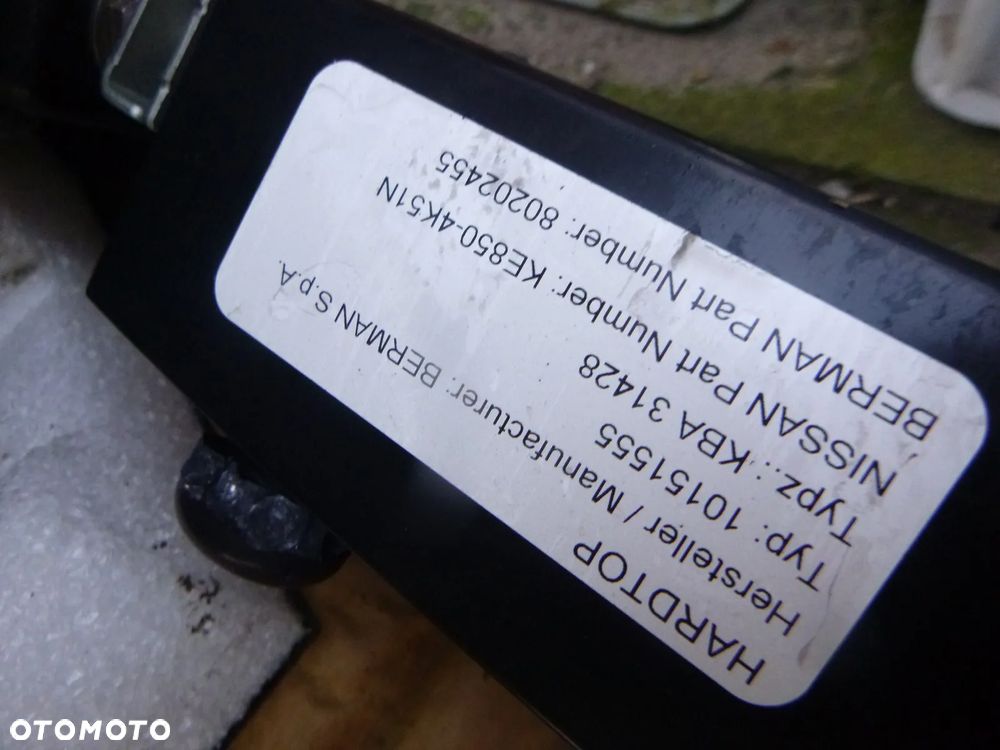 HARDTOP
Hersteller / Manufacturer: BERMAN S.p.A.
Typ: 10151555
Typz.: KBA 31428
NISSAN Part Number: KE850-4K51N
BERMAN Part Number: 80202455
OTOMOTO